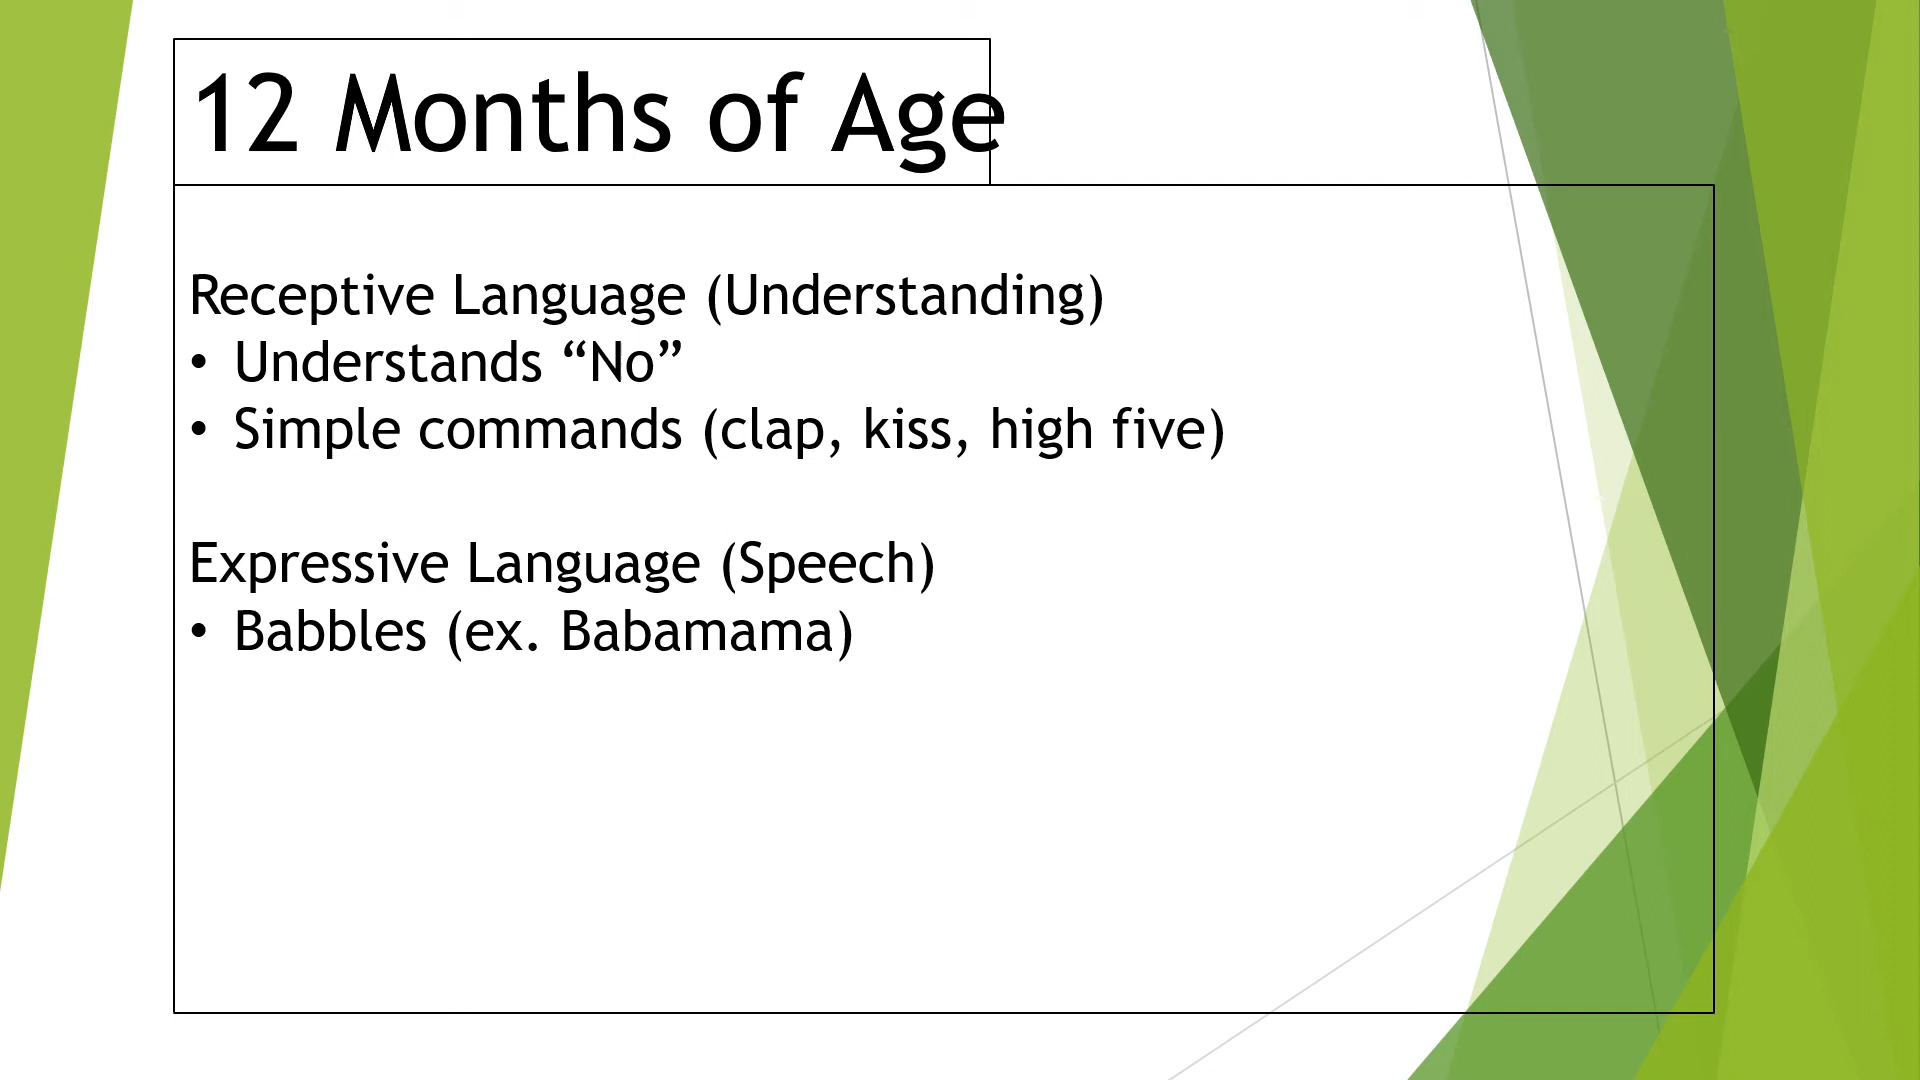 12 Months of Age
Receptive Language (Understanding)
• Understands “No”
• Simple commands (clap, kiss, high five)
Expressive Language (Speech)
• Babbles (ex. Babamama)